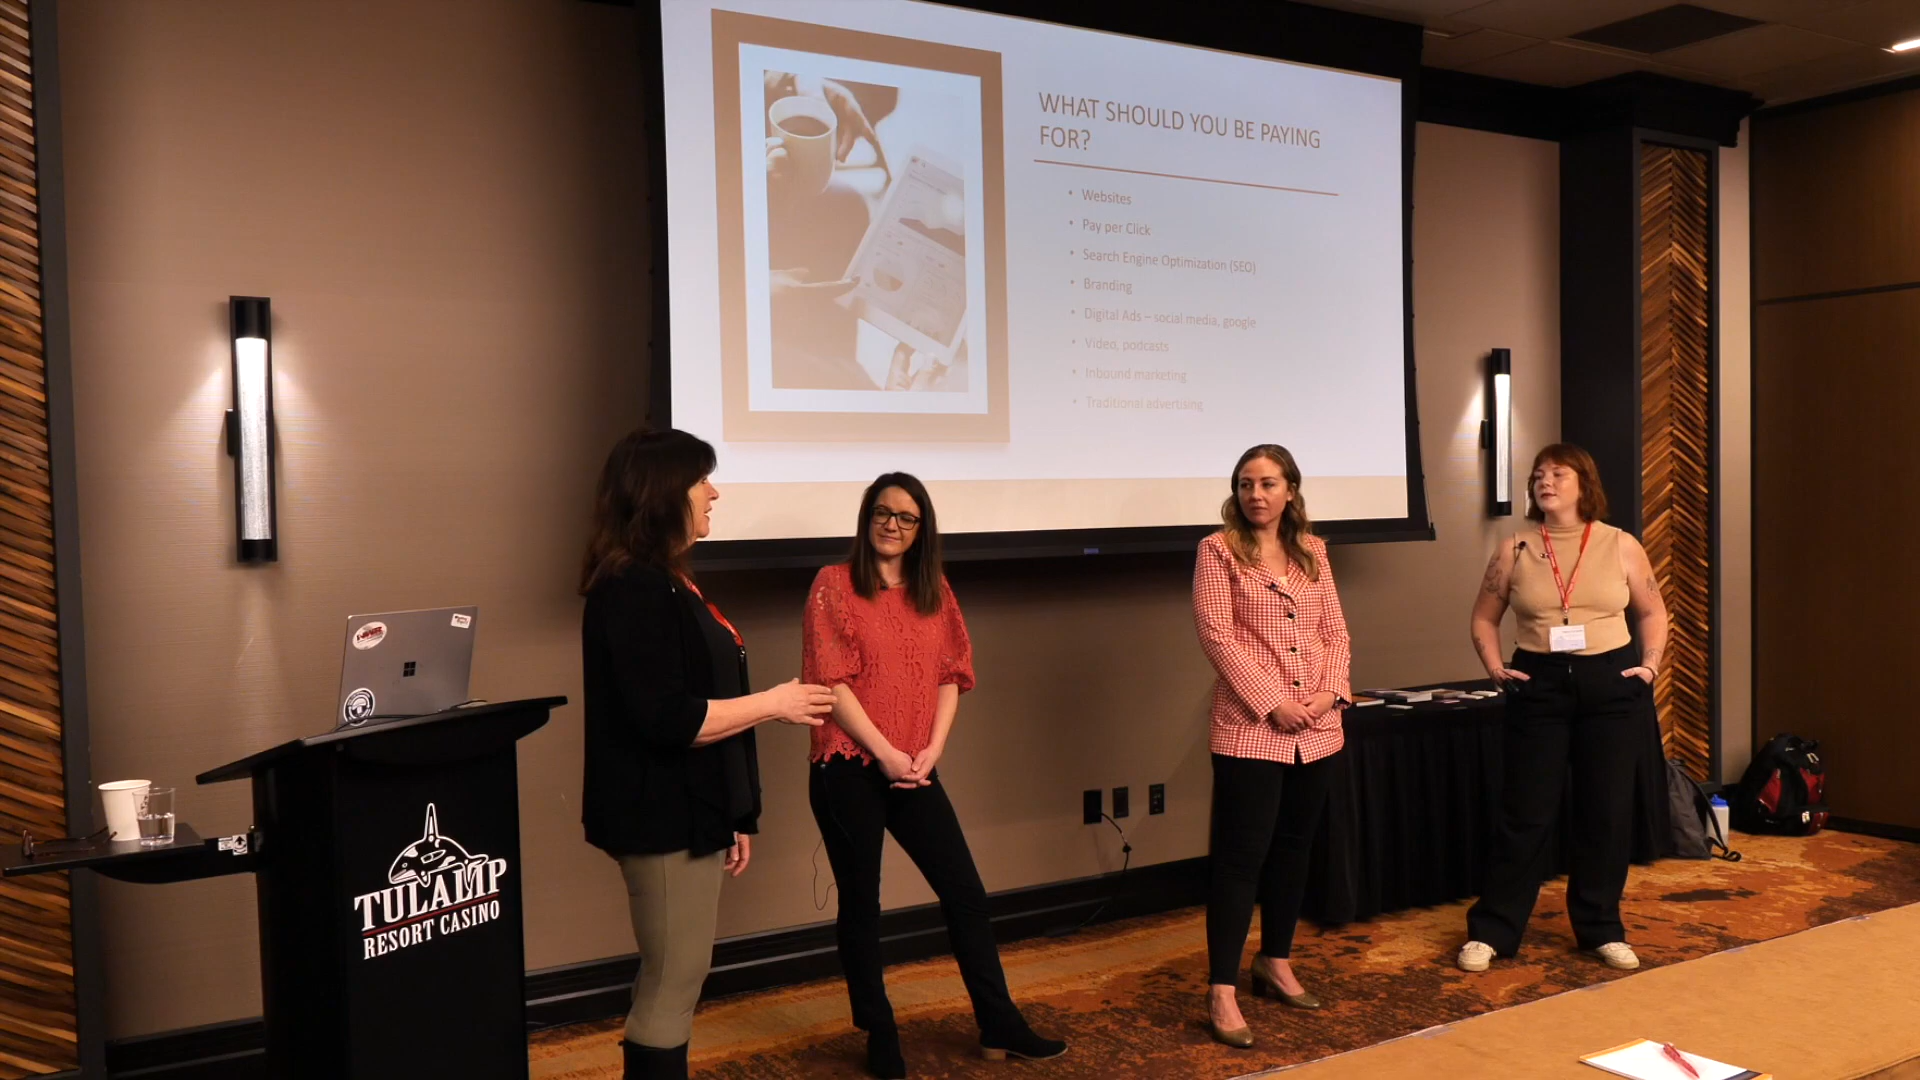 WHAT SHOULD YOU BE PAYING
FOR?
• Websites
• Pay per Click
• Search Engine Optimization (SEO)
• Branding
• Digital Ads – social media, google
• Video, podcasts
• Inbound marketing
• Traditional advertising
TULALIP
RESORT CASINO